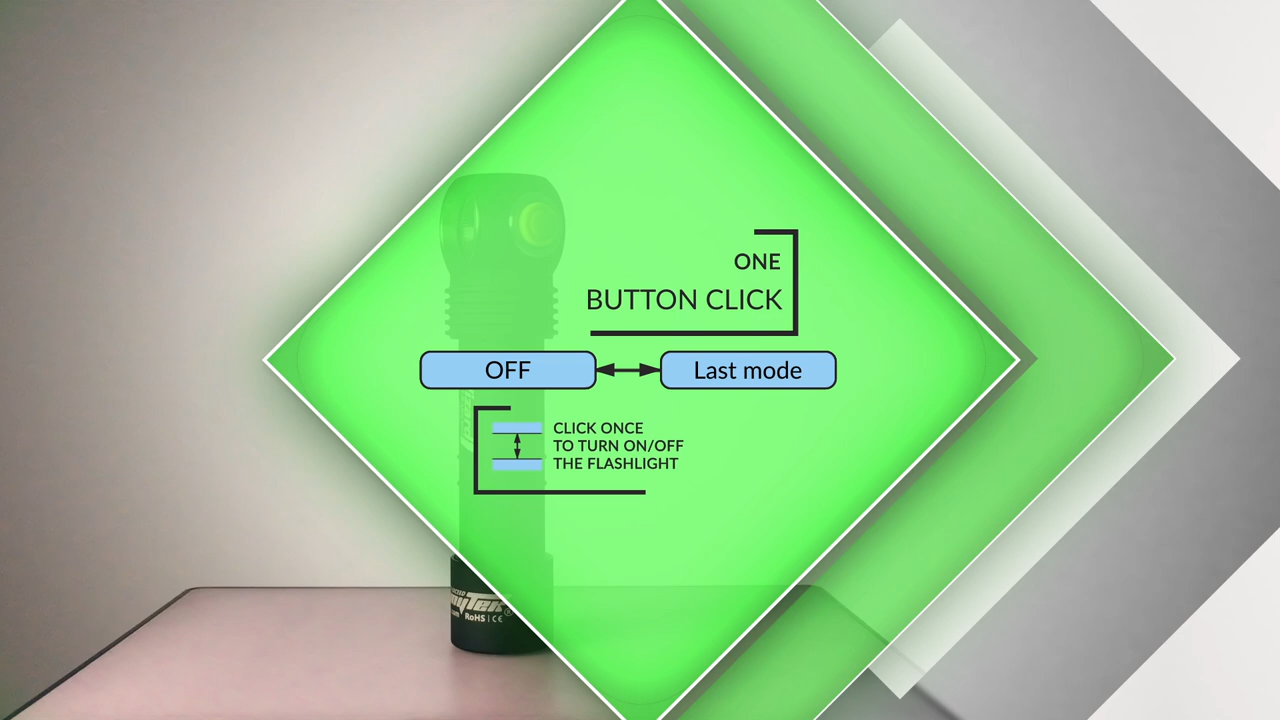 ONE
BUTTON CLICK
OFF
Last mode
CLICK ONCE
TO TURN ON/OFF
THE FLASHLIGHT
RoHS | CE